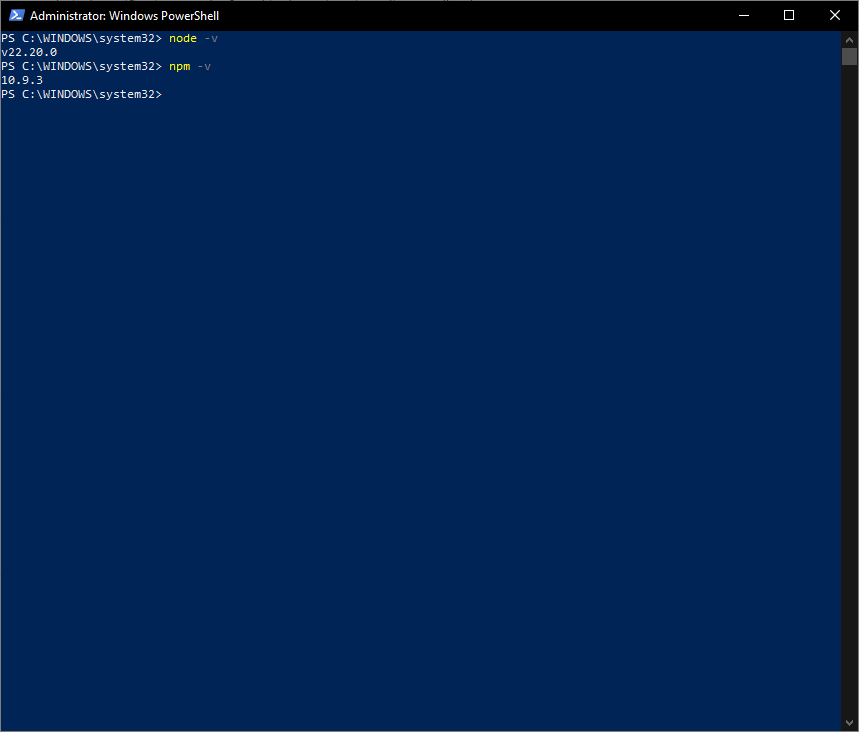 Administrator: Windows PowerShell
PS C:\WINDOWS\system32> node -v
v22.20.0
PS C:\WINDOWS\system32> npm -v
10.9.3
PS C:\WINDOWS\system32>